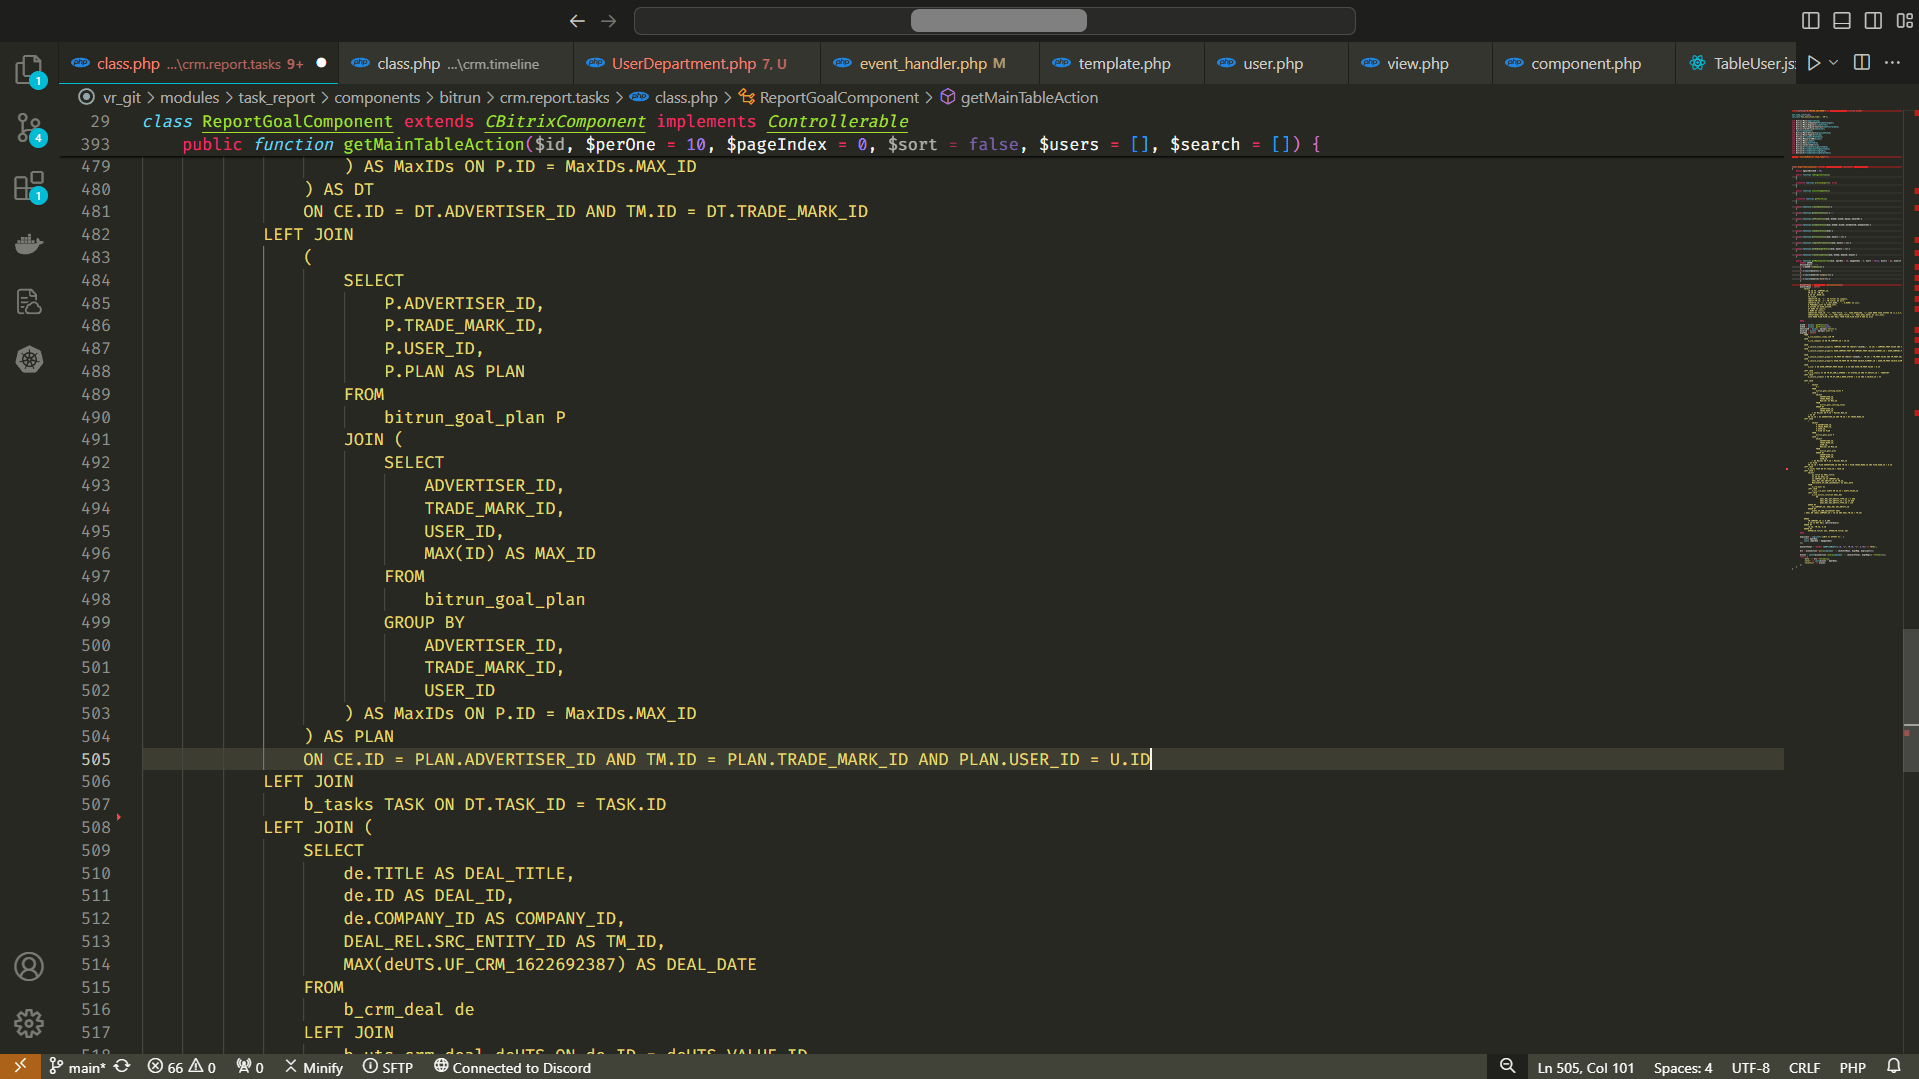 class.php ...\crm.report.tasks 9+
class.php ...\crm.timeline
UserDepartment.php 7, U
event_handler.php M
template.php
user.php
view.php
component.php
TableUser.js
vr_git > modules > task_report > components > bitrun > crm.report.tasks > class.php > ReportGoalComponent > getMainTableAction
29 class ReportGoalComponent extends CBitrixComponent implements Controllerable
393 public function getMainTableAction($id, $perOne = 10, $pageIndex = 0, $sort = false, $users = [], $search = []) {
479 ) AS MaxIDs ON P.ID = MaxIDs.MAX_ID
480 ) AS DT
481 ON CE.ID = DT.ADVERTISER_ID AND TM.ID = DT.TRADE_MARK_ID
482 LEFT JOIN
483 (
484 SELECT
485 P.ADVERTISER_ID,
486 P.TRADE_MARK_ID,
487 P.USER_ID,
488 P.PLAN AS PLAN
489 FROM
490 bitrun_goal_plan P
491 JOIN (
492 SELECT
493 ADVERTISER_ID,
494 TRADE_MARK_ID,
495 USER_ID,
496 MAX(ID) AS MAX_ID
497 FROM
498 bitrun_goal_plan
499 GROUP BY
500 ADVERTISER_ID,
501 TRADE_MARK_ID,
502 USER_ID
503 ) AS MaxIDs ON P.ID = MaxIDs.MAX_ID
504 ) AS PLAN
505 ON CE.ID = PLAN.ADVERTISER_ID AND TM.ID = PLAN.TRADE_MARK_ID AND PLAN.USER_ID = U.ID
506 LEFT JOIN
507 b_tasks TASK ON DT.TASK_ID = TASK.ID
508 LEFT JOIN (
509 SELECT
510 de.TITLE AS DEAL_TITLE,
511 de.ID AS DEAL_ID,
512 de.COMPANY_ID AS COMPANY_ID,
513 DEAL_REL.SRC_ENTITY_ID AS TM_ID,
514 MAX(deUTS.UF_CRM_1622692387) AS DEAL_DATE
515 FROM
516 b_crm_deal de
517 LEFT JOIN
518 b_uts_crm_deal deUTS ON de.ID = deUTS.VALUE_ID
1
4
1
main* 66 0 0 Minify SFTP Connected to Discord
Ln 505, Col 101 Spaces: 4 UTF-8 CRLF PHP